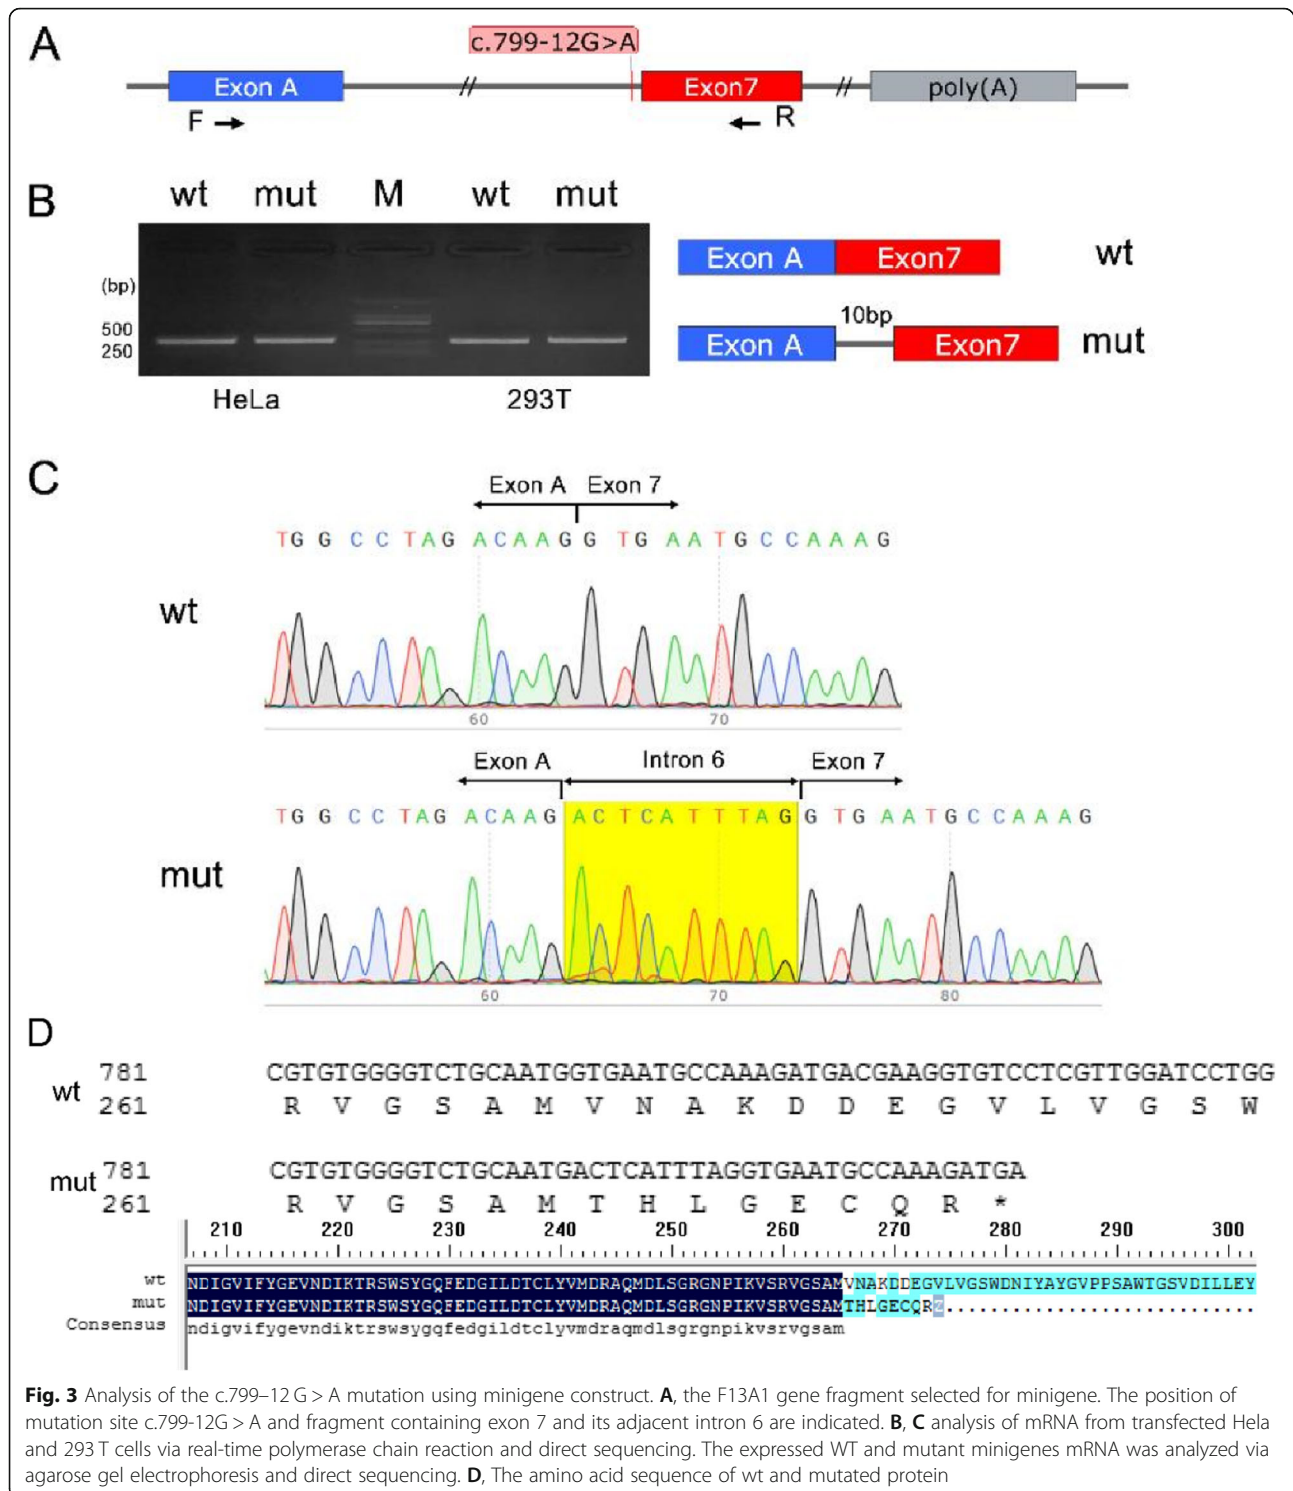 A
c.799-12G>A
Exon A // Exon7 // poly(A)
F R
B
wt mut M wt mut
(bp)
500
250
HeLa 293T
Exon A Exon7 wt
10bp
Exon A Exon7 mut
C
Exon A Exon 7
T G G C C T A G A C A A G G T G A A T G C C A A A G
wt
60 70
Exon A Intron 6 Exon 7
T G G C C T A G A C A A G A C T C A T T T A G G T G A A T G C C A A A G
mut
60 70 80
D
wt 781 CGTGTGGGGTCTGCAATGGTGAATGCCAAAGATGACGAAGGTGTCCTCGTTGGATCCTGG
261 R V G S A M V N A K D D E G V L V G S W
mut 781 CGTGTGGGGTCTGCAATGACTCATTTAGGTGAATGCCAAAGATGA
261 R V G S A M T H L G E C Q R *
210 220 230 240 250 260 270 280 290 300
wt NDIGVIFYGEVNDIKTRSWSYGQFEDGILDTCLYVMDRAQMDLSGRGNPIKVSRVGSAMVNAKDDEGVLVGSWDNIYAYGVPPSAWTGSVDILLEY
mut NDIGVIFYGEVNDIKTRSWSYGQFEDGILDTCLYVMDRAQMDLSGRGNPIKVSRVGSAMTHLGECQRZ............................
Consensus ndigvifygevndiktrswsygqfedgildtclyvmdraqmdlsgrgnpikvsrvgsam
Fig. 3 Analysis of the c.799–12 G > A mutation using minigene construct. A, the F13A1 gene fragment selected for minigene. The position of
mutation site c.799-12G > A and fragment containing exon 7 and its adjacent intron 6 are indicated. B, C analysis of mRNA from transfected Hela
and 293 T cells via real-time polymerase chain reaction and direct sequencing. The expressed WT and mutant minigenes mRNA was analyzed via
agarose gel electrophoresis and direct sequencing. D, The amino acid sequence of wt and mutated protein